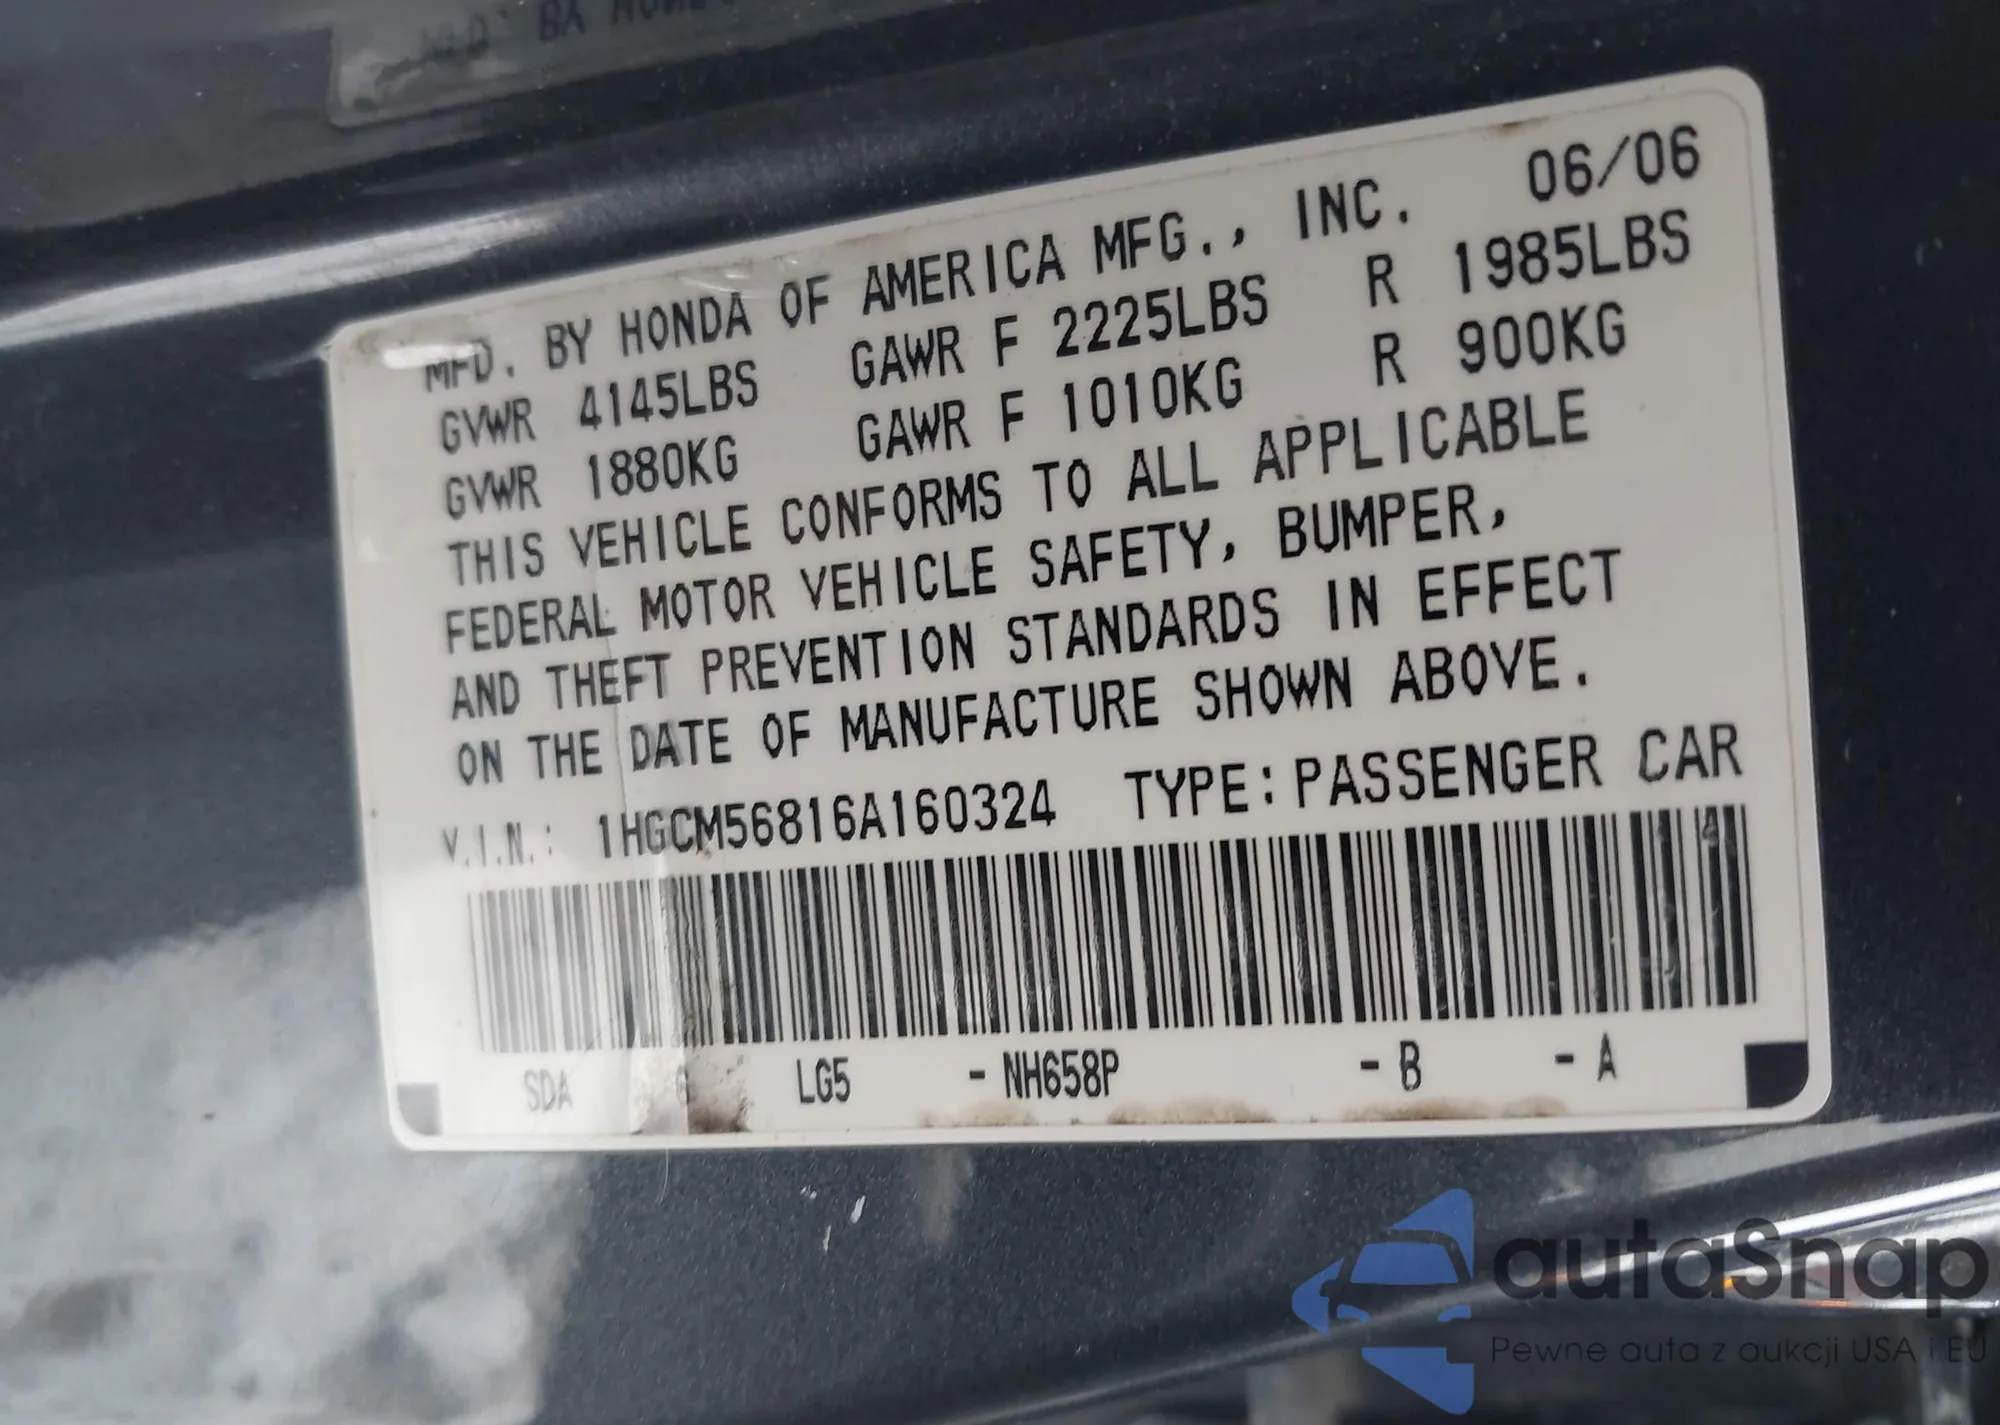 MFD. BY HONDA OF AMERICA MFG., INC. 06/06
GVWR 4145LBS GAWR F 2225LBS R 1985LBS
GVWR 1880KG GAWR F 1010KG R 900KG
THIS VEHICLE CONFORMS TO ALL APPLICABLE
FEDERAL MOTOR VEHICLE SAFETY, BUMPER,
AND THEFT PREVENTION STANDARDS IN EFFECT
ON THE DATE OF MANUFACTURE SHOWN ABOVE.
V.I.N.: 1HGCM56816A160324 TYPE: PASSENGER CAR
SDA G LG5 - NH658P - B - A
autaSnap
Pewne auta z aukcji USA i EU